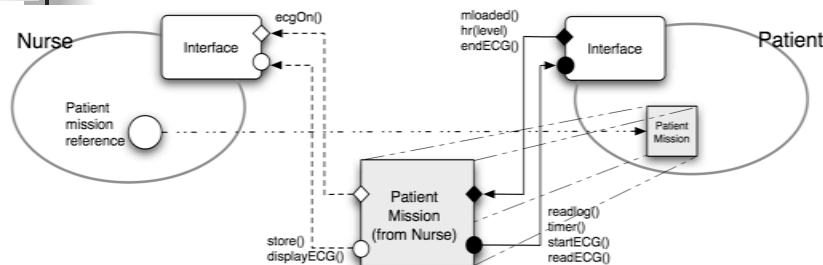 Nurse
Interface
ecgOn()
Patient
mission
reference
mloaded()
hr(level)
endECG()
Interface
Patient
Patient
Mission
Patient
Mission
(from Nurse)
store()
displayECG()
readlog()
timer()
startECG()
readECG()